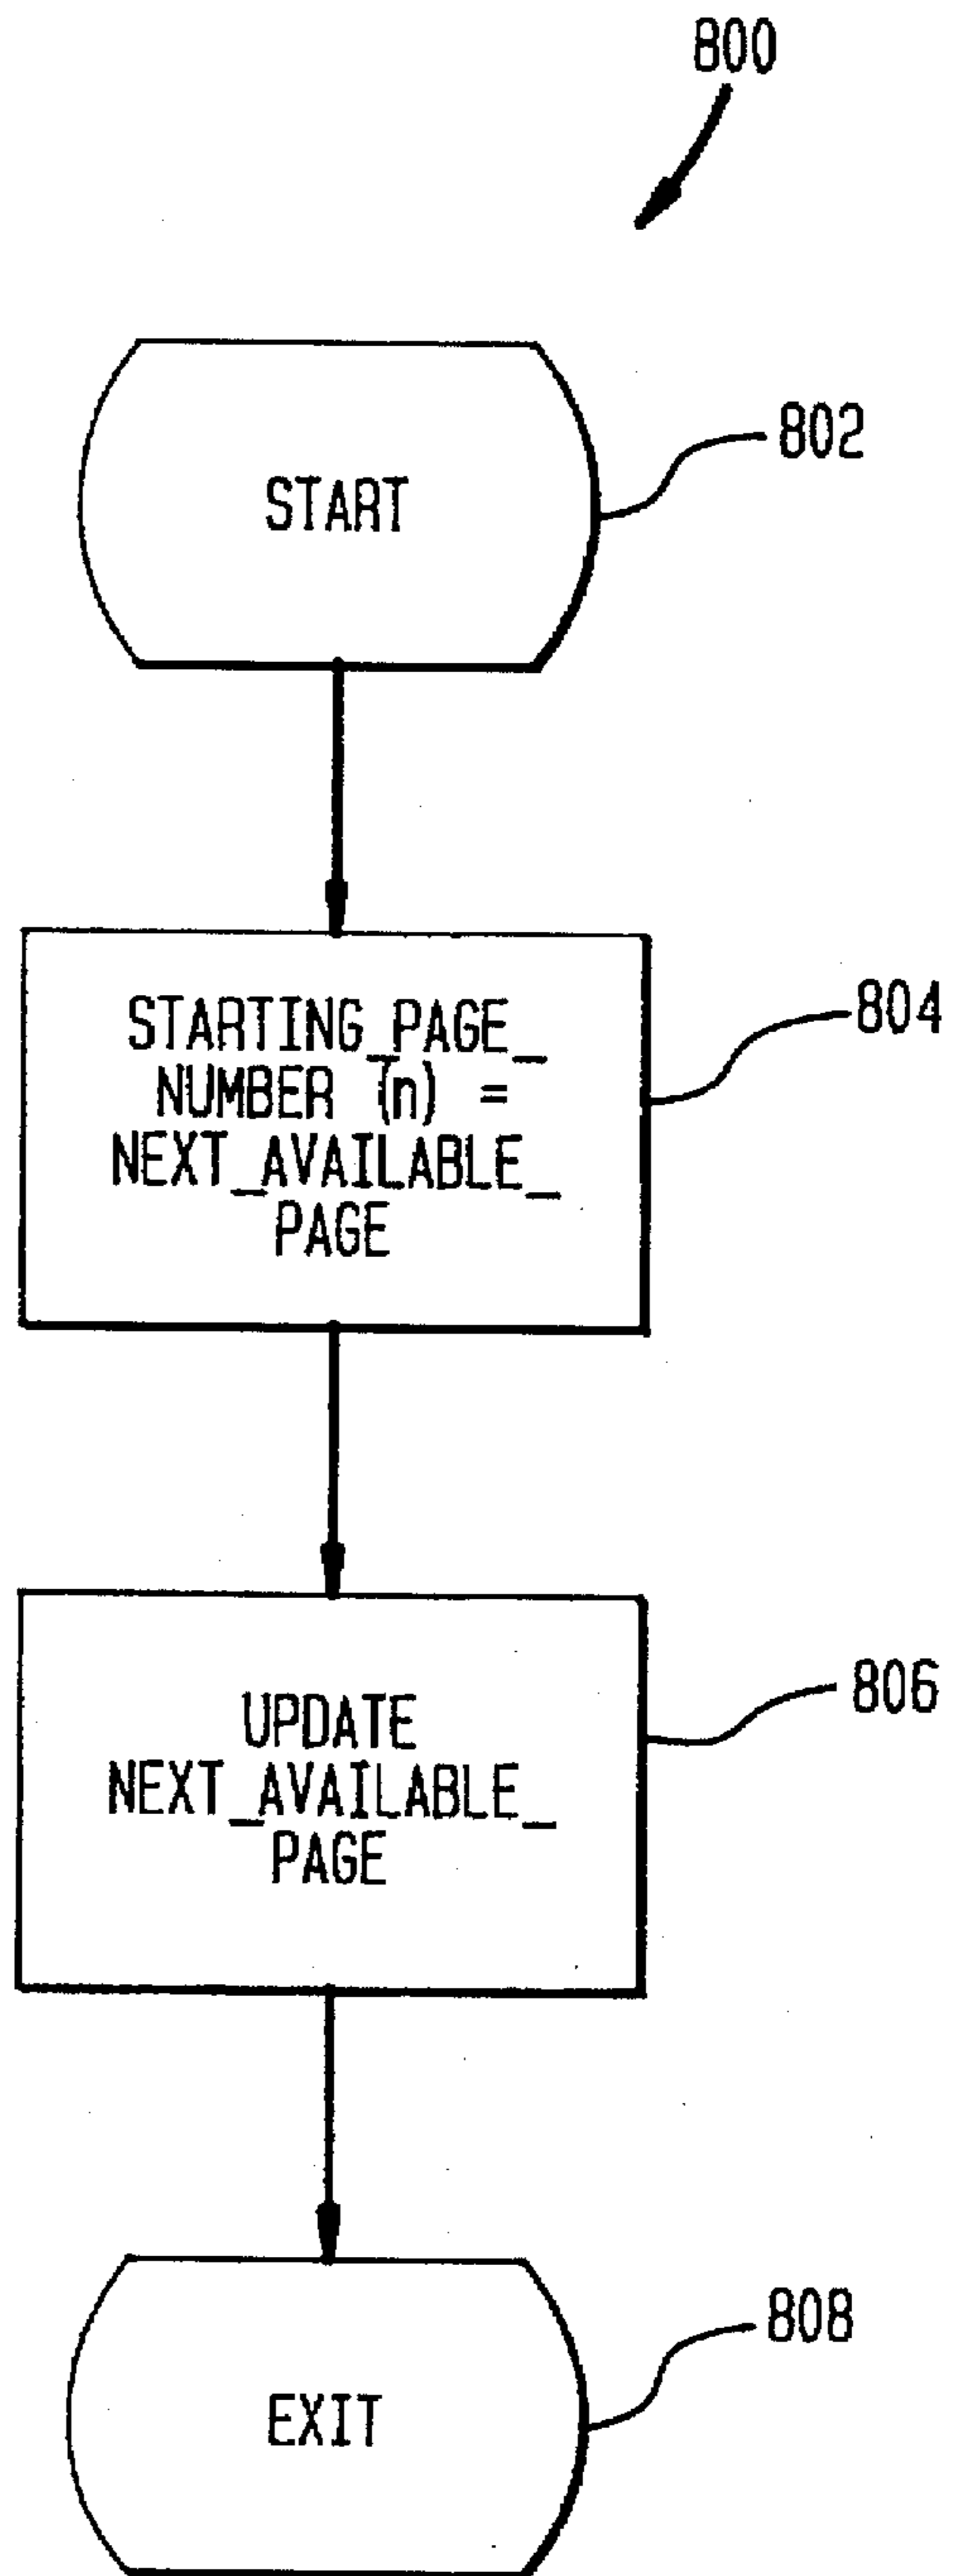 800
START
802
STARTING_PAGE_
NUMBER (n) =
NEXT_AVAILABLE_
PAGE
804
UPDATE
NEXT_AVAILABLE_
PAGE
806
EXIT
808